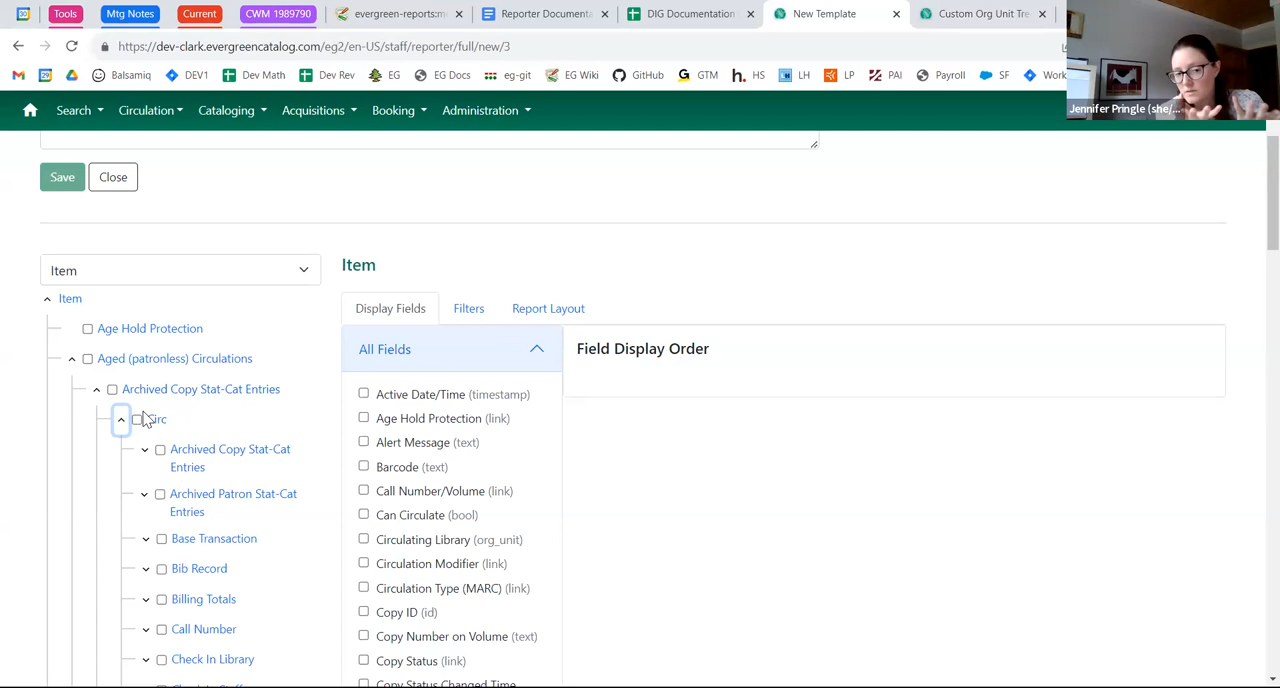 Tools
Mtg Notes
Current
CWM 1989790
evergreen-reports:m
Reporter Documenta
DIG Documentation
New Template
Custom Org Unit Tre
https://dev-clark.evergreencatalog.com/eg2/en-US/staff/reporter/full/new/3
Balsamiq
DEV1
Dev Math
Dev Rev
EG
EG Docs
eg-git
EG Wiki
GitHub
GTM
HS
LH
LP
PAI
Payroll
SF
Work
Jennifer Pringle (she/...
Search
Circulation
Cataloging
Acquisitions
Booking
Administration
Save
Close
Item
Item
Age Hold Protection
Aged (patronless) Circulations
Archived Copy Stat-Cat Entries
Circ
Archived Copy Stat-Cat
Entries
Archived Patron Stat-Cat
Entries
Base Transaction
Bib Record
Billing Totals
Call Number
Check In Library
Item
Display Fields
Filters
Report Layout
All Fields
Field Display Order
Active Date/Time (timestamp)
Age Hold Protection (link)
Alert Message (text)
Barcode (text)
Call Number/Volume (link)
Can Circulate (bool)
Circulating Library (org_unit)
Circulation Modifier (link)
Circulation Type (MARC) (link)
Copy ID (id)
Copy Number on Volume (text)
Copy Status (link)
Copy Status Changed Time